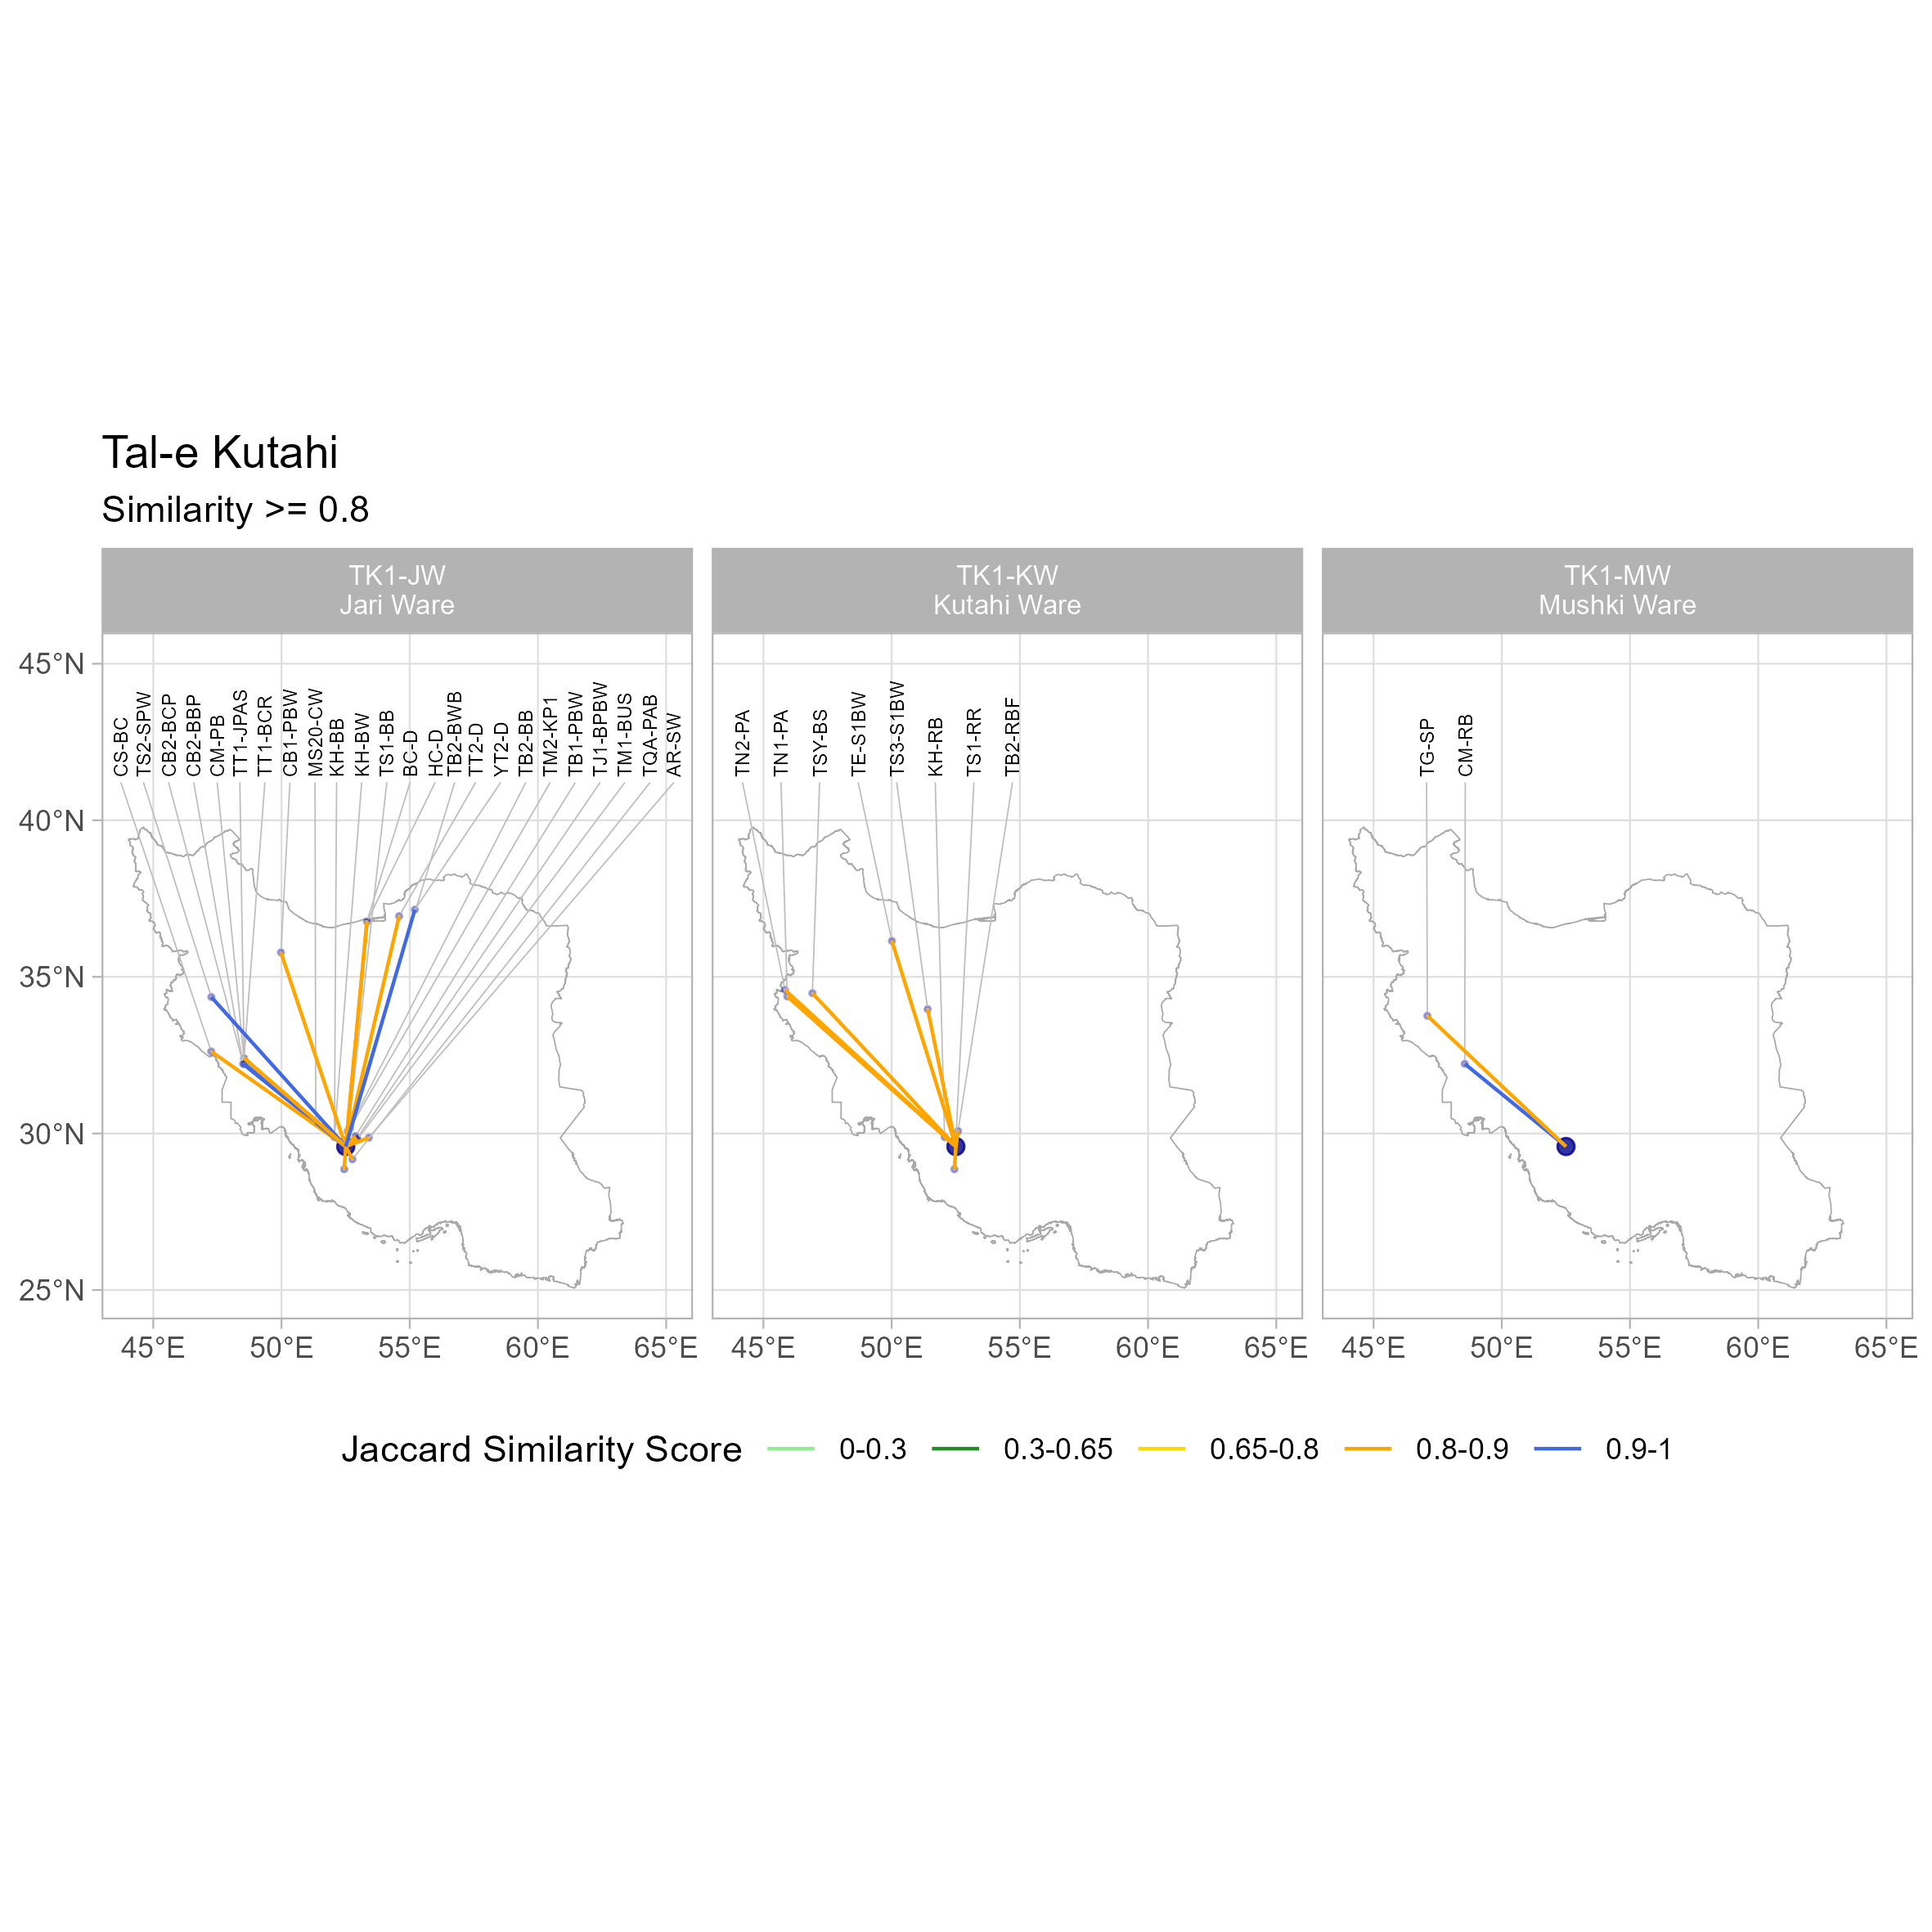 Tal-e Kutahi
Similarity >= 0.8
TK1-JW
Jari Ware
TK1-KW
Kutahi Ware
TK1-MW
Mushki Ware
45°N
40°N
35°N
30°N
25°N
CS-BC
TS2-SPW
CB2-BCP
CB2-BBP
CM-PB
TT1-JPAS
TT1-BCR
CB1-PBW
MS20-CW
KH-BB
KH-BW
TS1-BB
BC-D
HC-D
TB2-BWB
TT2-D
YT2-D
TB2-BB
TM2-KP1
TB1-PBW
TJ1-BPBW
TM1-BUS
TQA-PAB
AR-SW
TN2-PA
TN1-PA
TSY-BS
TE-S1BW
TS3-S1BW
KH-RB
TS1-RR
TB2-RBF
TG-SP
CM-RB
45°E 50°E 55°E 60°E 65°E
45°E 50°E 55°E 60°E 65°E
45°E 50°E 55°E 60°E 65°E
Jaccard Similarity Score 0-0.3 0.3-0.65 0.65-0.8 0.8-0.9 0.9-1